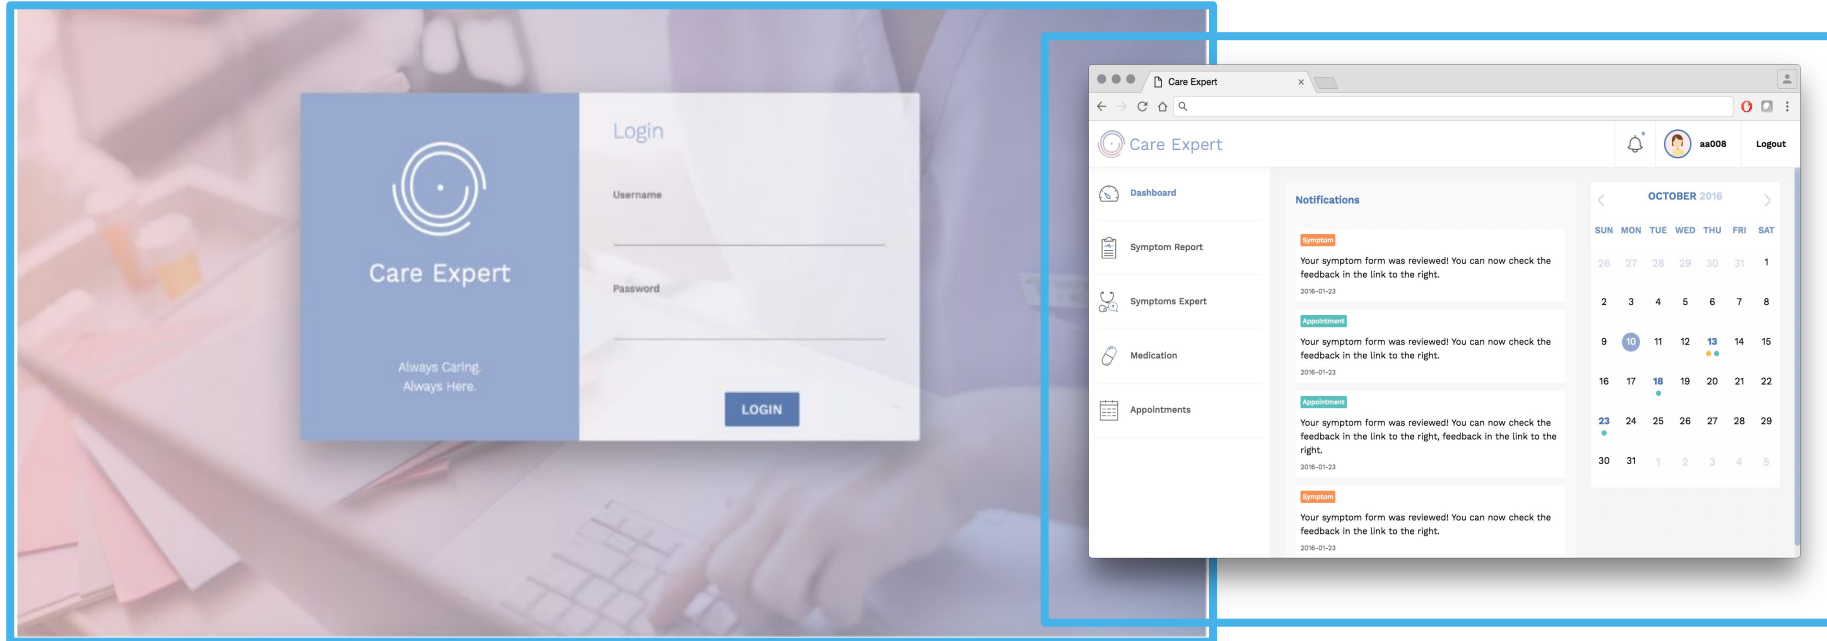 Care Expert
Always Caring.
Always Here.
Login
Username
Password
LOGIN
Care Expert
Care Expert
aa008
Logout
Dashboard
Symptom Report
Symptoms Expert
Medication
Appointments
Notifications
Symptom
Your symptom form was reviewed! You can now check the
feedback in the link to the right.
2016-01-23
Appointment
Your symptom form was reviewed! You can now check the
feedback in the link to the right.
2016-01-23
Appointment
Your symptom form was reviewed! You can now check the
feedback in the link to the right, feedback in the link to the
right.
2016-01-23
Symptom
Your symptom form was reviewed! You can now check the
feedback in the link to the right.
2016-01-23
OCTOBER 2016
SUN MON TUE WED THU FRI SAT
26 27 28 29 30 31 1
2 3 4 5 6 7 8
9 10 11 12 13 14 15
16 17 18 19 20 21 22
23 24 25 26 27 28 29
30 31 1 2 3 4 5